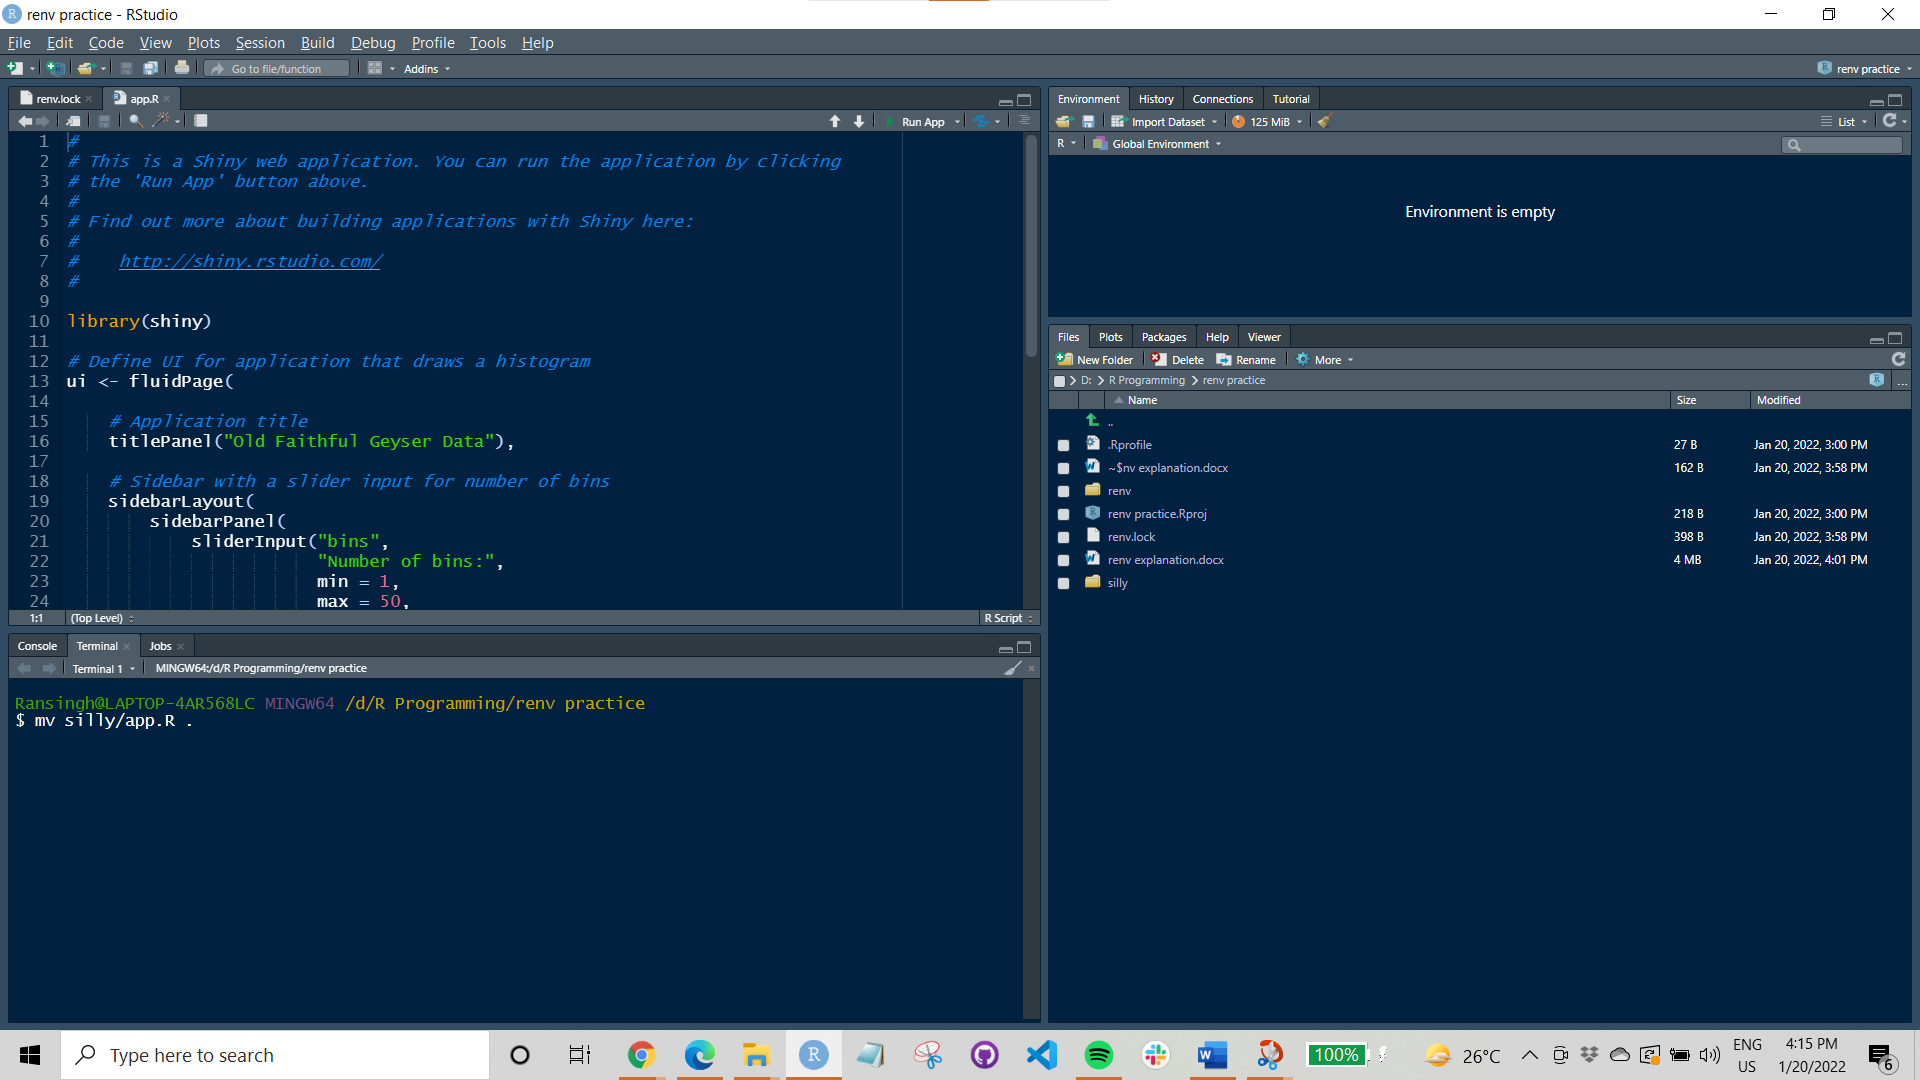 renv practice - RStudio
File Edit Code View Plots Session Build Debug Profile Tools Help
Go to file/function Addins renv practice
renv.lock app.R
Run App
1 #
2 # This is a Shiny web application. You can run the application by clicking
3 # the 'Run App' button above.
4 #
5 # Find out more about building applications with Shiny here:
6 #
7 #    http://shiny.rstudio.com/
8 #
9
10 library(shiny)
11
12 # Define UI for application that draws a histogram
13 ui <- fluidPage(
14
15     # Application title
16     titlePanel("Old Faithful Geyser Data"),
17
18     # Sidebar with a slider input for number of bins
19     sidebarLayout(
20         sidebarPanel(
21             sliderInput("bins",
22                         "Number of bins:",
23                         min = 1,
24                         max = 50,
1:1 (Top Level) R Script
Console Terminal Jobs
Terminal 1 MINGW64:/d/R Programming/renv practice
Ransingh@LAPTOP-4AR568LC MINGW64 /d/R Programming/renv practice
$ mv silly/app.R .
Environment History Connections Tutorial
Import Dataset 125 MiB List
R Global Environment
Environment is empty
Files Plots Packages Help Viewer
New Folder Delete Rename More
D: R Programming renv practice ...
Name Size Modified
..
.Rprofile 27 B Jan 20, 2022, 3:00 PM
~$nv explanation.docx 162 B Jan 20, 2022, 3:58 PM
renv
renv practice.Rproj 218 B Jan 20, 2022, 3:00 PM
renv.lock 398 B Jan 20, 2022, 3:58 PM
renv explanation.docx 4 MB Jan 20, 2022, 4:01 PM
silly
Type here to search
100%
26°C
ENG
US
4:15 PM
1/20/2022
6